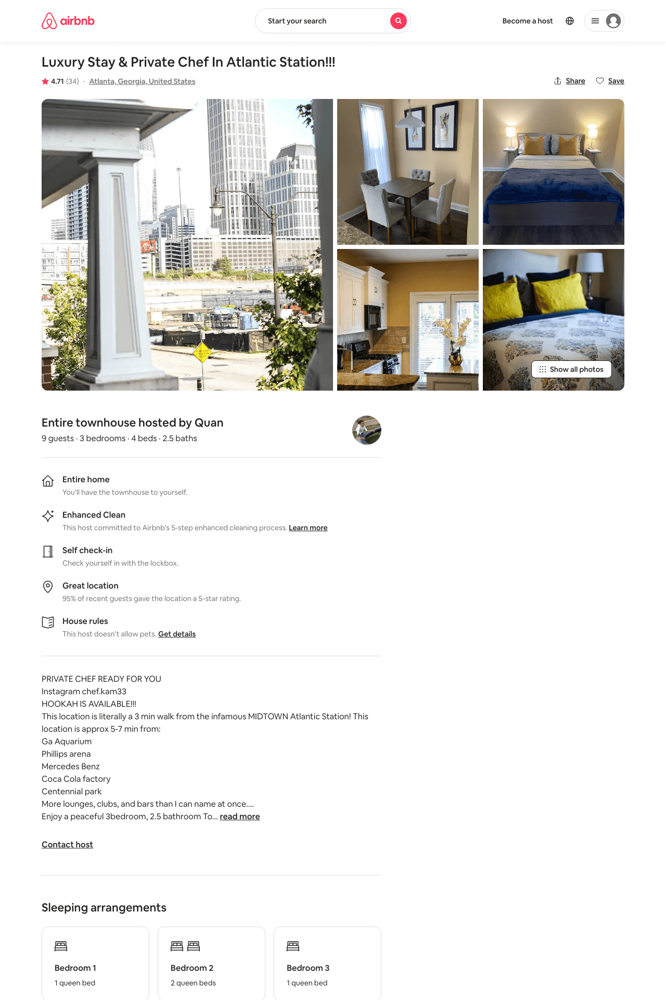 airbnb
Start your search
Become a host
Luxury Stay & Private Chef In Atlantic Station!!!
4.71 (34) · Atlanta, Georgia, United States
Share
Save
REGIONS
Show all photos
Entire townhouse hosted by Quan
9 guests · 3 bedrooms · 4 beds · 2.5 baths
Entire home
You’ll have the townhouse to yourself.
Enhanced Clean
This host committed to Airbnb's 5-step enhanced cleaning process. Learn more
Self check-in
Check yourself in with the lockbox.
Great location
95% of recent guests gave the location a 5-star rating.
House rules
This host doesn’t allow pets. Get details
PRIVATE CHEF READY FOR YOU
Instagram chef.kam33
HOOKAH IS AVAILABLE!!!
This location is literally a 3 min walk from the infamous MIDTOWN Atlantic Station! This
location is approx 5-7 min from:
Ga Aquarium
Phillips arena
Mercedes Benz
Coca Cola factory
Centennial park
More lounges, clubs, and bars than I can name at once....
Enjoy a peaceful 3bedroom, 2.5 bathroom To... read more
Contact host
Sleeping arrangements
Bedroom 1
1 queen bed
Bedroom 2
2 queen beds
Bedroom 3
1 queen bed